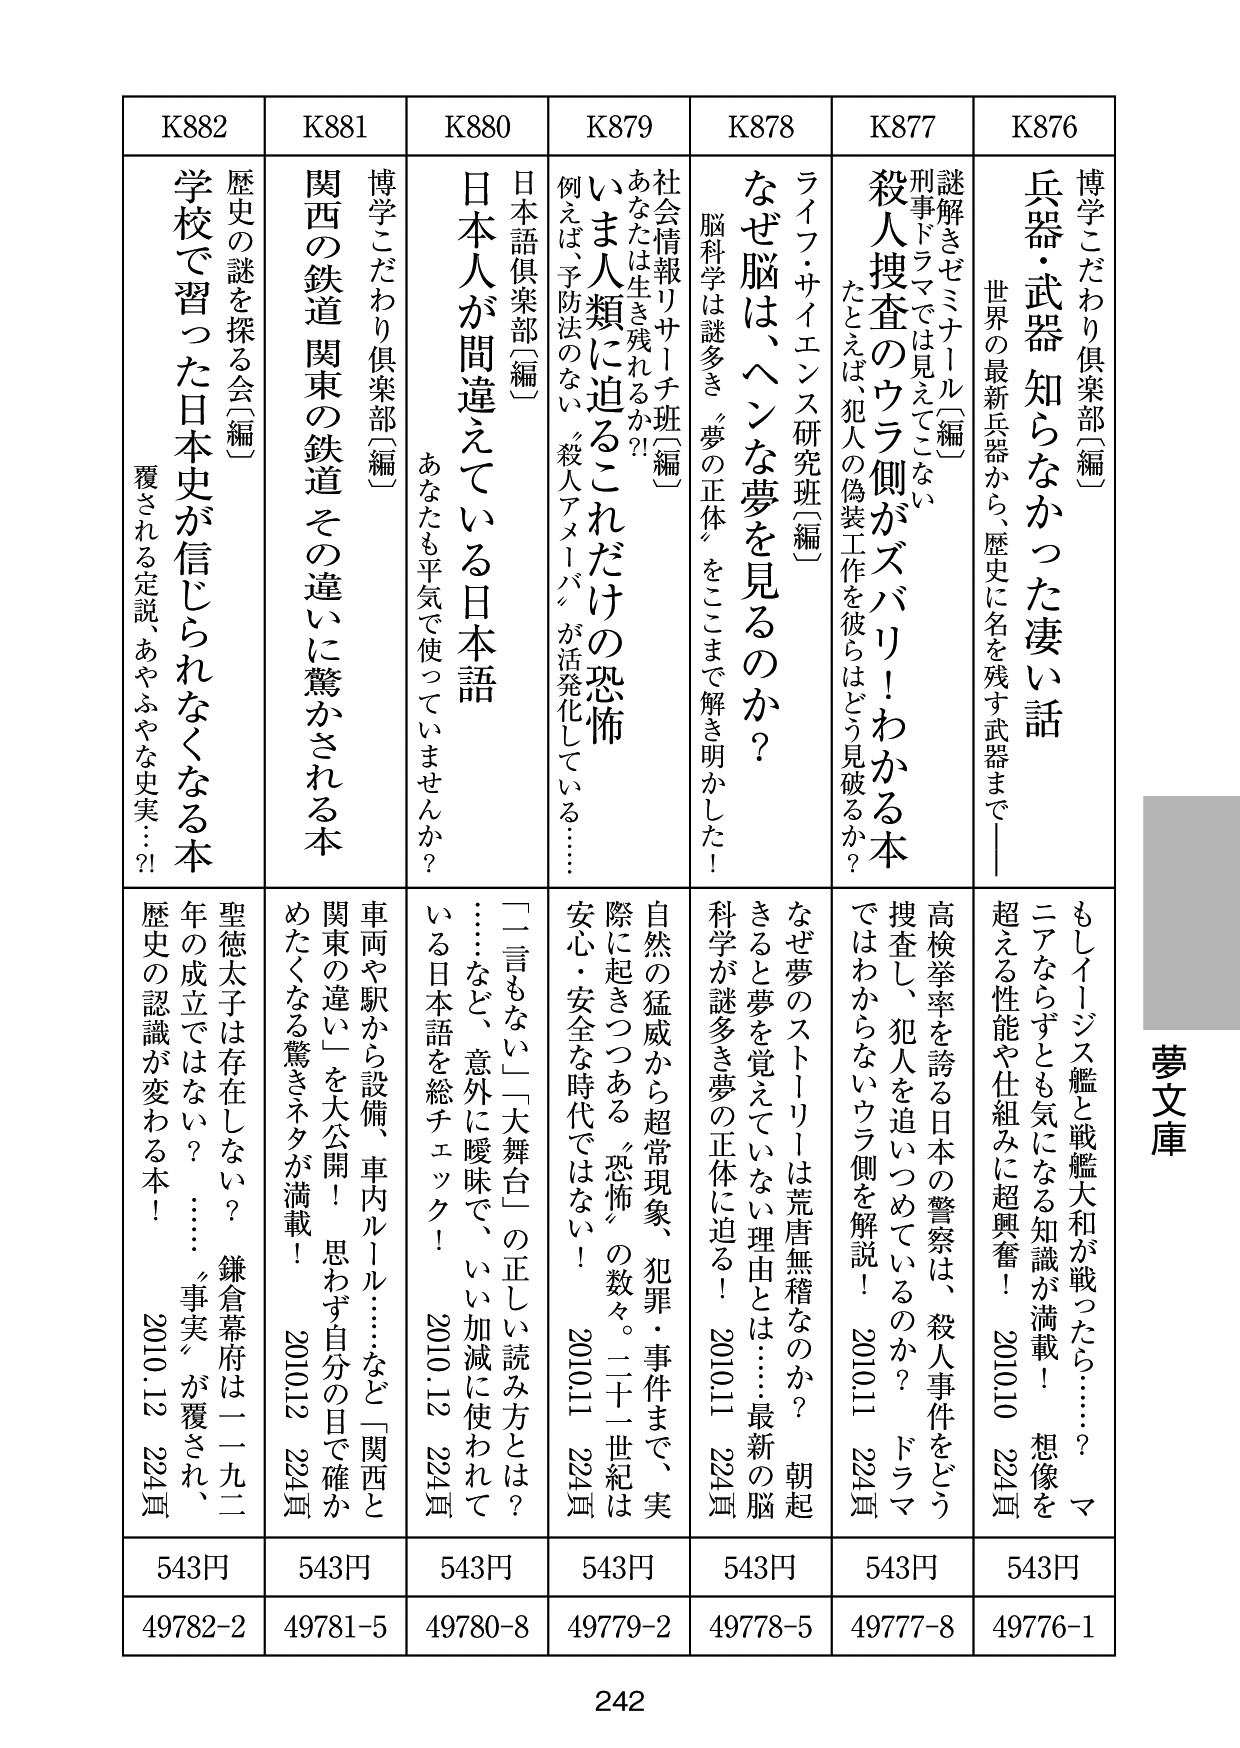 夢文庫
K876
博学こだわり倶楽部〔編〕
兵器・武器 知らなかった凄い話
世界の最新兵器から、歴史に名を残す武器まで――
もしイージス艦と戦艦大和が戦ったら……？ マ
ニアならずとも気になる知識が満載！ 想像を
超える性能や仕組みに超興奮！ 2010.10 224頁
543円
49776-1
K877
謎解きゼミナール〔編〕
刑事ドラマでは見えてこない
殺人捜査のウラ側がズバリ！わかる本
たとえば、犯人の偽装工作を彼らはどう見破るか？
高検挙率を誇る日本の警察は、殺人事件をどう
捜査し、犯人を追いつめているのか？ ドラマ
ではわからないウラ側を解説！ 2010.11 224頁
543円
49777-8
K878
ライフ・サイエンス研究班〔編〕
なぜ脳は、ヘンな夢を見るのか？
脳科学は謎多き〝夢の正体〟をここまで解き明かした！
なぜ夢のストーリーは荒唐無稽なのか？ 朝起
きると夢を覚えていない理由とは……最新の脳
科学が謎多き夢の正体に迫る！ 2010.11 224頁
543円
49778-5
K879
社会情報リサーチ班〔編〕
あなたは生き残れるか?!
いま人類に迫るこれだけの恐怖
例えば、予防法のない〝殺人アメーバ〟が活発化している……
自然の猛威から超常現象、犯罪・事件まで、実
際に起きつつある〝恐怖〟の数々。二十一世紀は
安心・安全な時代ではない！ 2010.11 224頁
543円
49779-2
K880
日本語倶楽部〔編〕
日本人が間違えている日本語
あなたも平気で使っていませんか？
「一言もない」「大舞台」の正しい読み方とは？
……など、意外に曖昧で、いい加減に使われて
いる日本語を総チェック！ 2010.12 224頁
543円
49780-8
K881
博学こだわり倶楽部〔編〕
関西の鉄道 関東の鉄道 その違いに驚かされる本
車両や駅から設備、車内ルール……など「関西と
関東の違い」を大公開！ 思わず自分の目で確か
めたくなる驚きネタが満載！ 2010.12 224頁
543円
49781-5
K882
歴史の謎を探る会〔編〕
学校で習った日本史が信じられなくなる本
覆される定説、あやふやな史実…?!
聖徳太子は存在しない？ 鎌倉幕府は一一九二
年の成立ではない？ ……〝事実〟が覆され、
歴史の認識が変わる本！ 2010.12 224頁
543円
49782-2
242